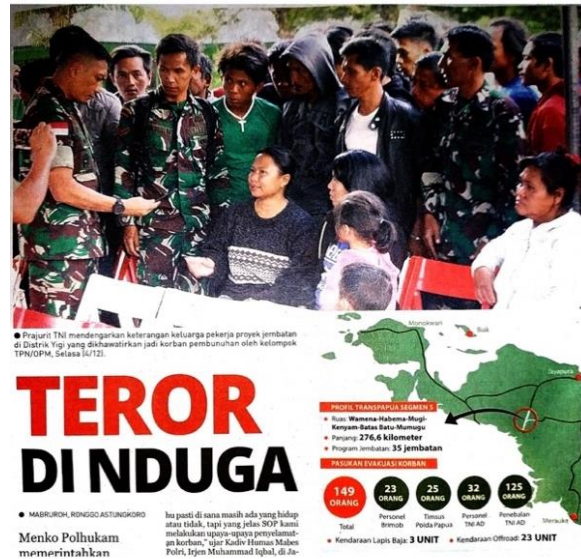 ● Prajurit TNI mendengarkan keterangan keluarga pekerja proyek jembatan
di Distrik Yigi yang dikhawatirkan jadi korban pembunuhan oleh kelompok
TPN/OPM, Selasa (4/12).
TEROR
DI NDUGA
● MABRUROH, RONGGO ASTUNGKORO
Menko Polhukam
memerintahkan
bu pasti di sana masih ada yang hidup
atau tidak, tapi yang jelas SOP kami
melakukan upaya-upaya penyelamat-
an korban," ujar Kadiv Humas Mabes
Polri, Irjen Muhammad Iqbal, di Ja-
Monokwari
Biak
Jayapura
Merauke
PROFIL TRANSPAPUA SEGMEN 5
● Ruas: Wamena-Habema-Mugi-
Kenyam-Batas Batu-Mumugu
● Panjang: 276,6 kilometer
● Program Jembatan: 35 jembatan
PASUKAN EVAKUASI KORBAN
149 ORANG
Total
23 ORANG
Personel Brimob
25 ORANG
Timsus Polda Papua
32 ORANG
Personel TNI AD
125 ORANG
Penebalan TNI AD
● Kendaraan Lapis Baja: 3 UNIT
● Kendaraan Offroad: 23 UNIT